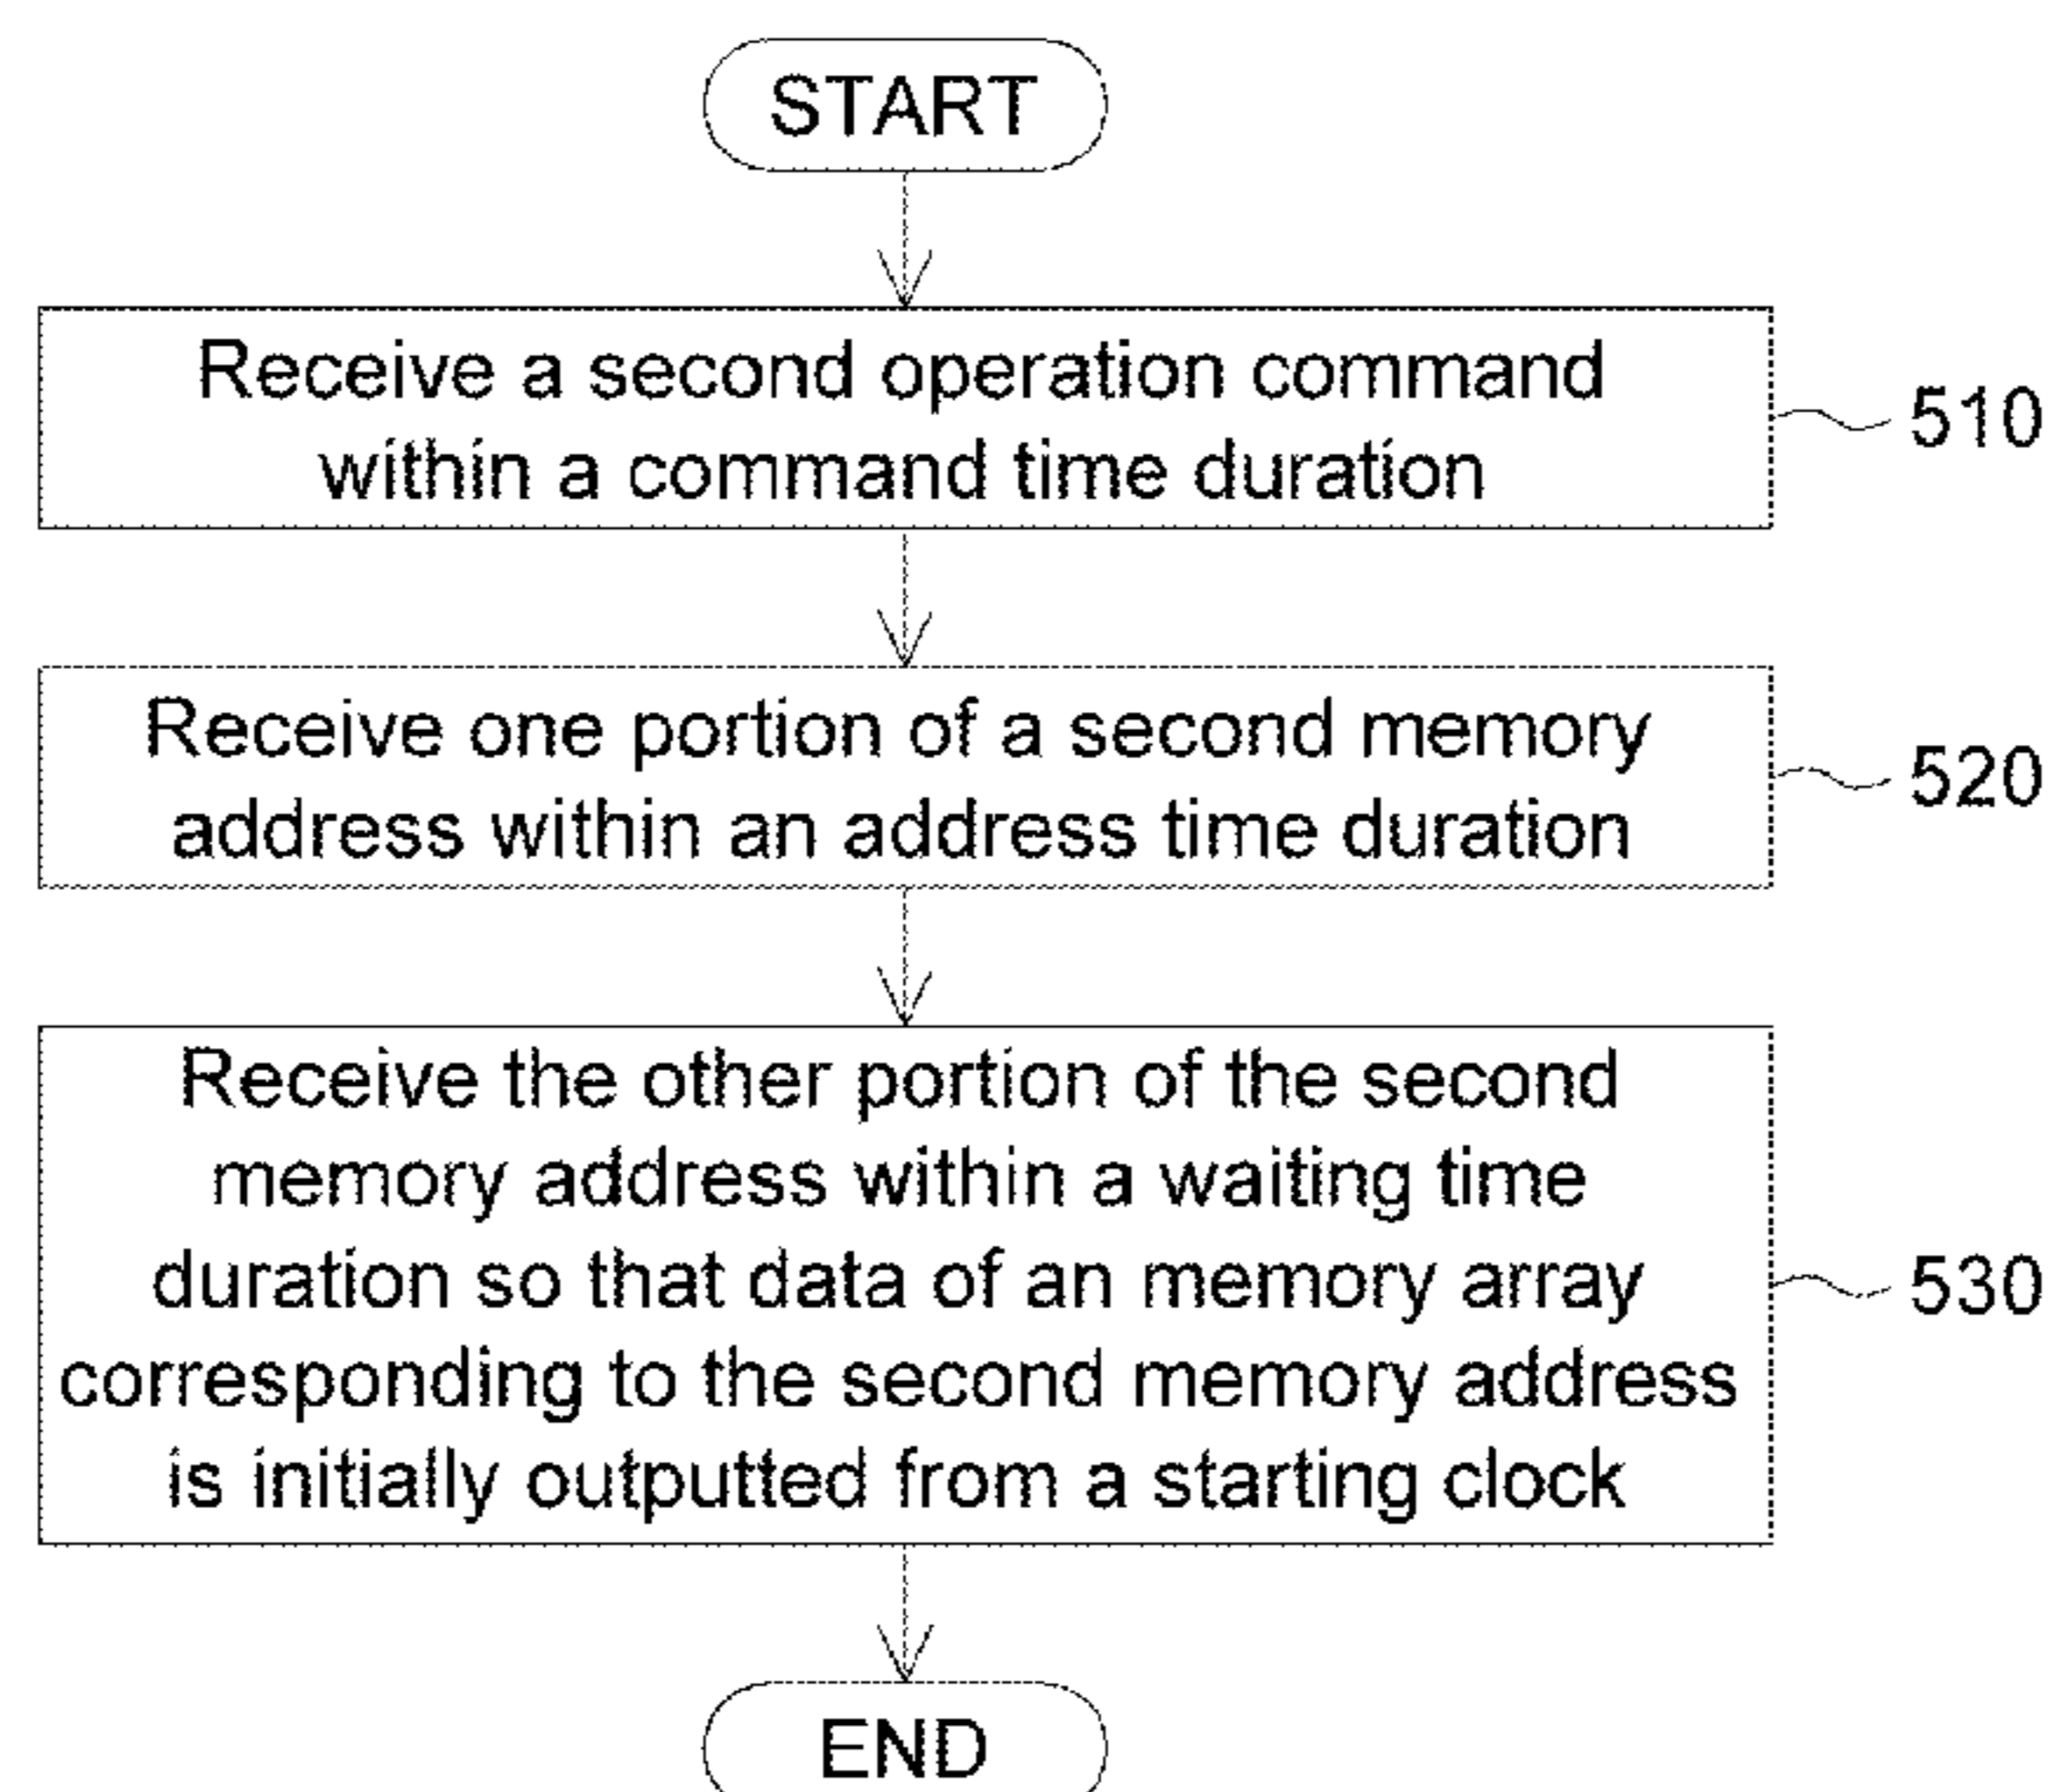 START
Receive a second operation command
within a command time duration
510
Receive one portion of a second memory
address within an address time duration
520
Receive the other portion of the second
memory address within a waiting time
duration so that data of an memory array
corresponding to the second memory address
is initially outputted from a starting clock
530
END